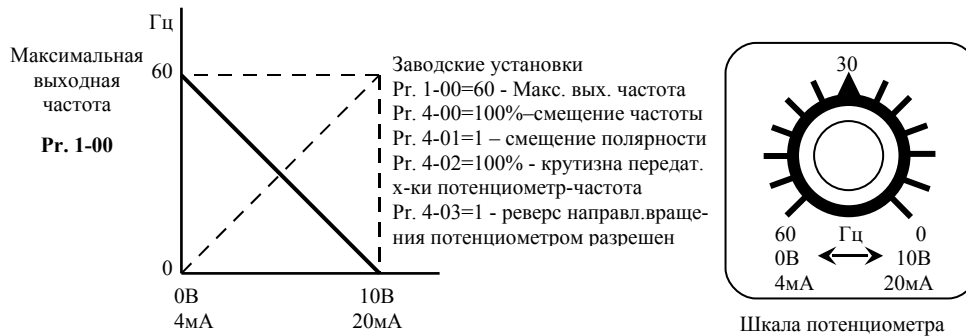 Гц
Максимальная
выходная
частота
Pr. 1-00
60
0
0В
4мА
10В
20мА
Заводские установки
Pr. 1-00=60 - Макс. вых. частота
Pr. 4-00=100%–смещение частоты
Pr. 4-01=1 – смещение полярности
Pr. 4-02=100% - крутизна передат.
х-ки потенциометр-частота
Pr. 4-03=1 - реверс направл.враще-
ния потенциометром разрешен
30
60 Гц 0
0В 10В
4мА 20мА
Шкала потенциометра